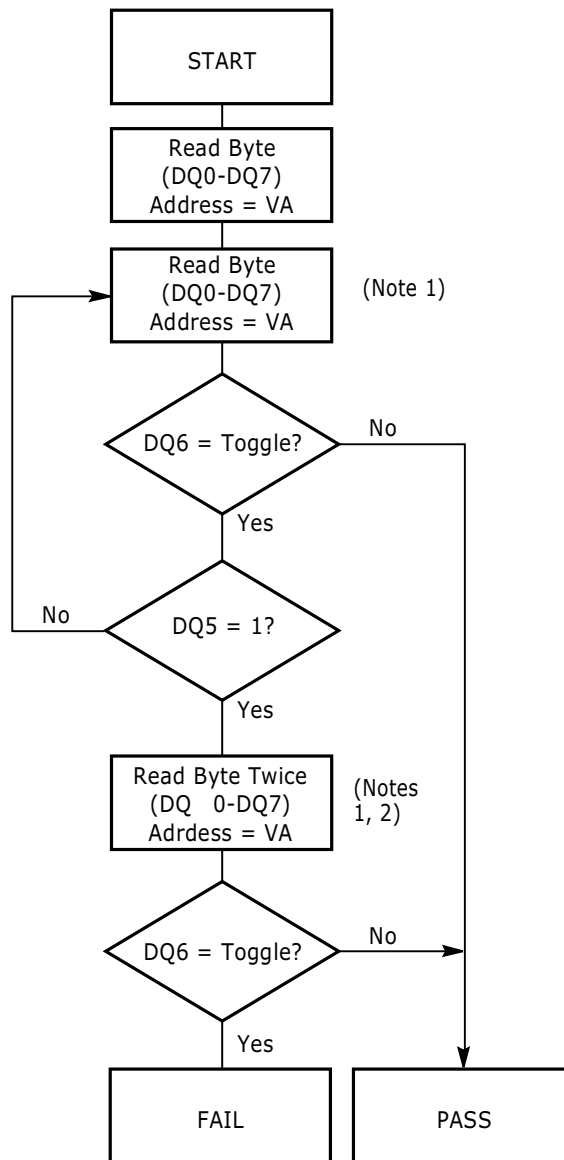 START
Read Byte
(DQ0-DQ7)
Address = VA
Read Byte
(DQ0-DQ7)
Address = VA
(Note 1)
DQ6 = Toggle?
No
Yes
No
DQ5 = 1?
Yes
Read Byte Twice
(DQ 0-DQ7)
Adrdess = VA
(Notes
1, 2)
DQ6 = Toggle?
No
Yes
FAIL
PASS